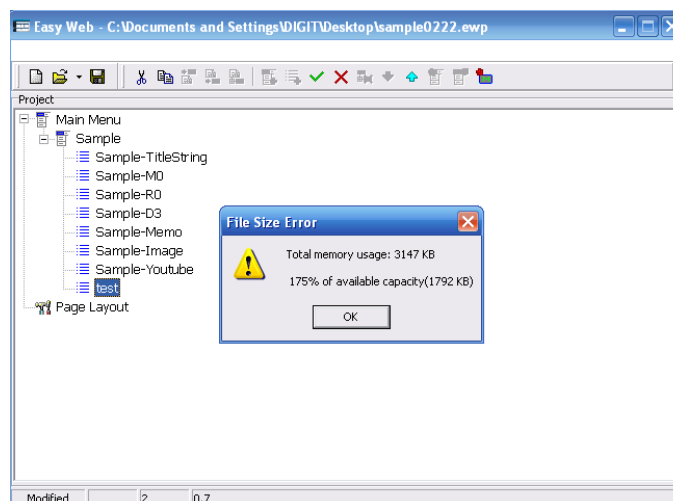 Easy Web - C:\Documents and Settings\DIGIT\Desktop\sample0222.ewp
Project
Main Menu
Sample
Sample-TitleString
Sample-M0
Sample-R0
Sample-D3
Sample-Memo
Sample-Image
Sample-Youtube
test
Page Layout
File Size Error
Total memory usage: 3147 KB
175% of available capacity(1792 KB)
OK
Modified 2 0,7